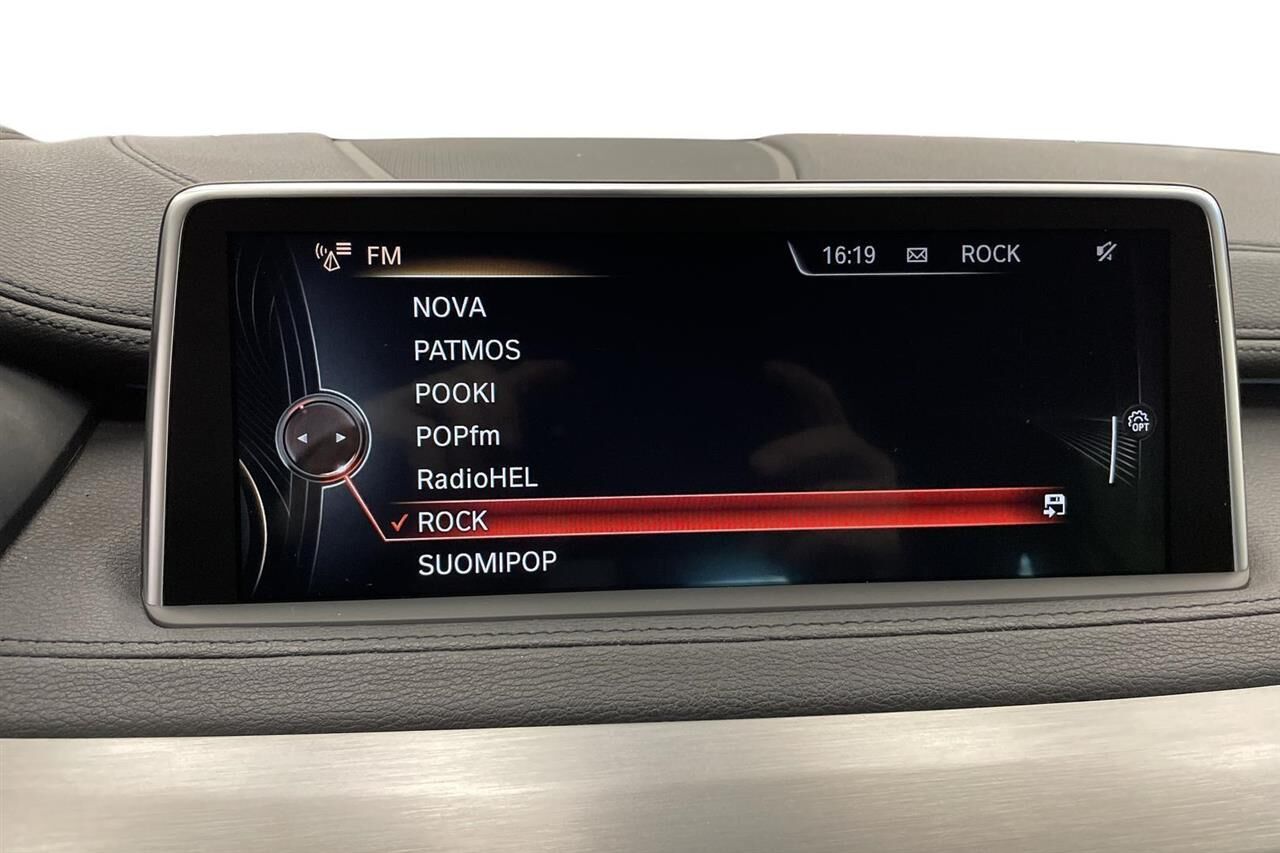 FM
16:19 ROCK
NOVA
PATMOS
POOKI
POPfm
RadioHEL
ROCK
SUOMIPOP
OPT